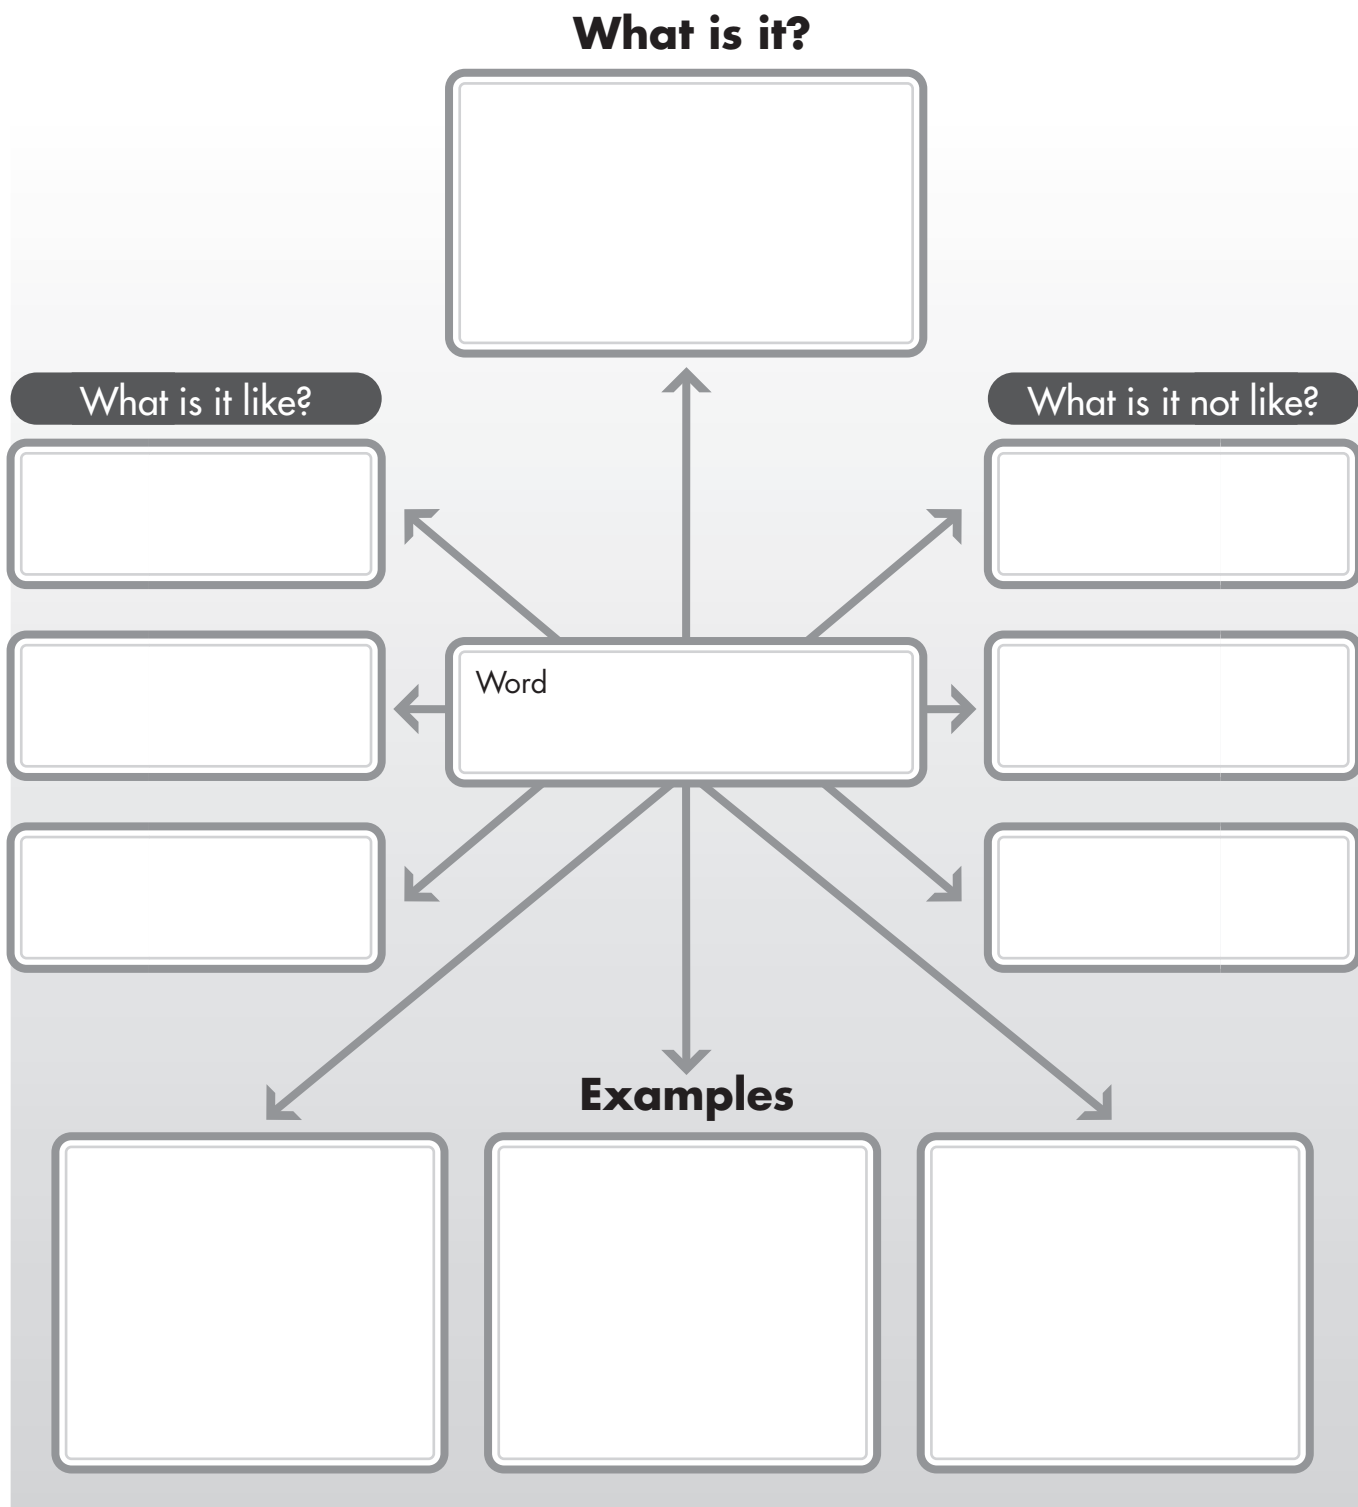 What is it?
What is it like?
What is it not like?
Word
Examples